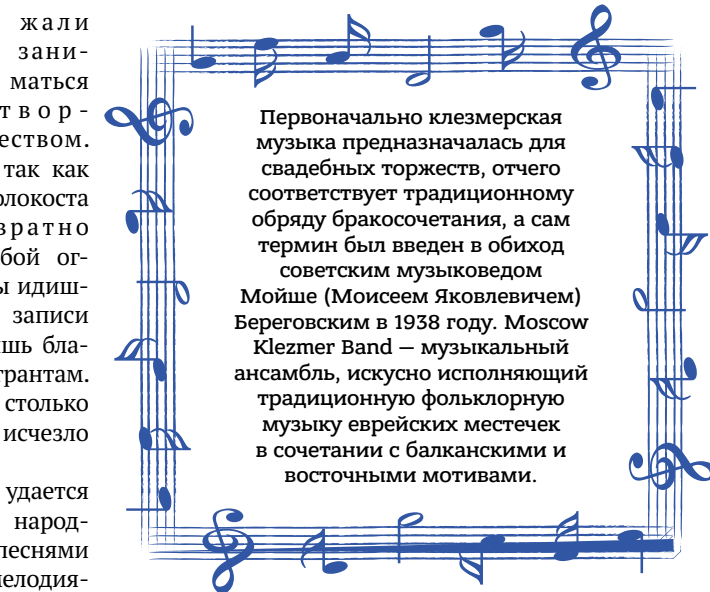 жали
зани-
маться
твор-
еством.
так как
олокоста
вратно
бой ог-
ы идиш-
записи
шь бла-
грантам.
столько
исчезло
удается
народ-
песнями
мелодия-
Первоначально клезмерская
музыка предназначалась для
свадебных торжеств, отчего
соответствует традиционному
обряду бракосочетания, а сам
термин был введен в обиход
советским музыковедом
Мойше (Моисеем Яковлевичем)
Береговским в 1938 году. Moscow
Klezmer Band — музыкальный
ансамбль, искусно исполняющий
традиционную фольклорную
музыку еврейских местечек
в сочетании с балканскими и
восточными мотивами.